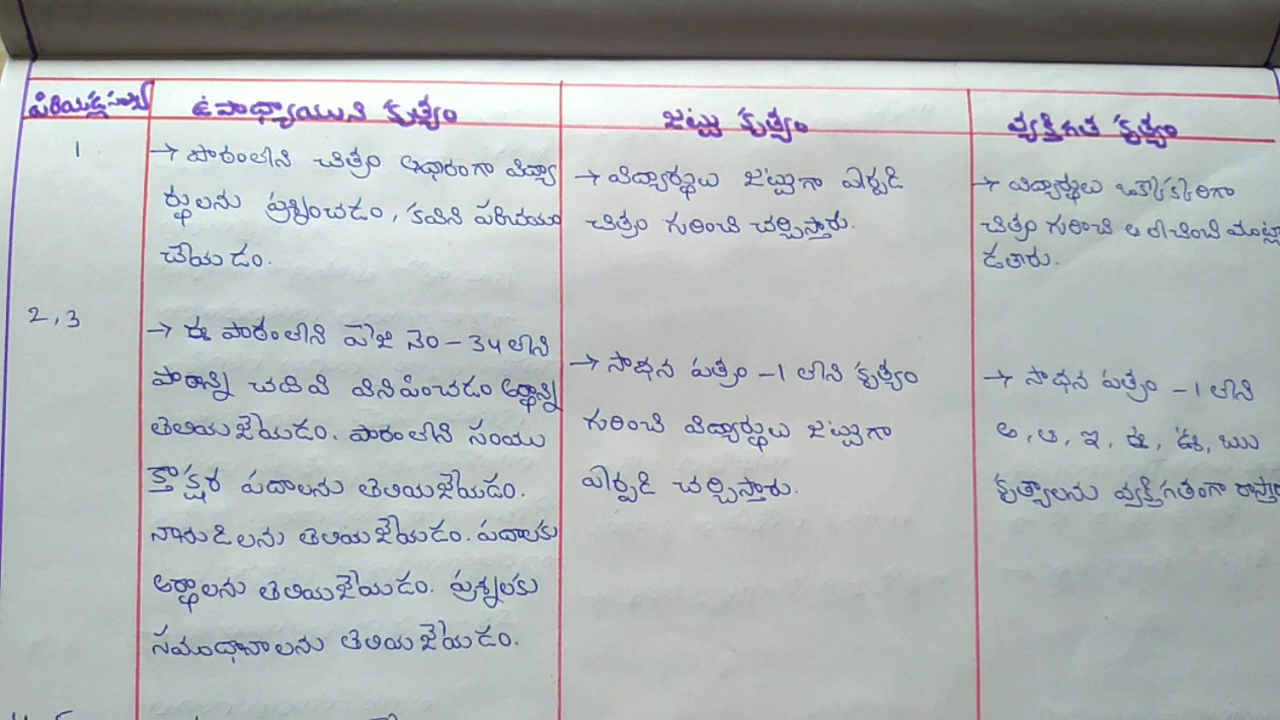 పిరియడ్ల సంఖ్య ఉపాధ్యాయుని కృత్యం జట్టు కృత్యం వ్యక్తిగత కృత్యం
1
→ పాఠంలోని చిత్రం ఆధారంగా విద్యా
ర్థులను ప్రశ్నించడం, కవిని పరిచయం
చేయడం.
→ విద్యార్థులు జట్టుగా ఏర్పడి
చిత్రం గురించి చర్చిస్తారు.
→ విద్యార్థులు ఒక్కొక్కరిగా
చిత్రం గురించి ఆలోచించి మాట్లా
డతారు.
2,3
→ ఈ పాఠంలోని పేజి నెం - 34 లోని
పాఠాన్ని చదివి వినిపించడం అర్థాన్ని
తెలియజేయడం. పాఠంలోని సంయు
క్తాక్షర పదాలను తెలియజేయడం.
నానుడిలను తెలియజేయడం. పదాలకు
అర్థాలను తెలియజేయడం. ప్రశ్నలకు
సమాధానాలను తెలియజేయడం.
→ సాధన పత్రం -1 లోని కృత్యం
గురించి విద్యార్థులు జట్టుగా
ఏర్పడి చర్చిస్తారు.
→ సాధన పత్రం -1 లోని
అ, ఆ, ఇ, ఈ, ఊ, ఋ
కృత్యాలను వ్యక్తిగతంగా రాస్తా